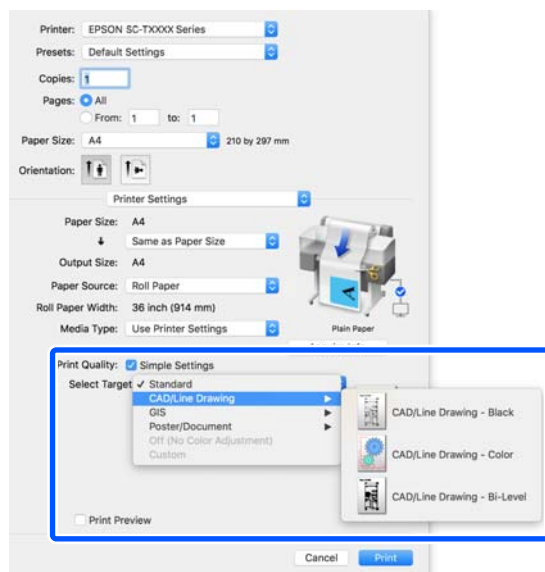 Printer: EPSON SC-TXXXX Series
Presets: Default Settings
Copies: 1
Pages: All
From: 1 to: 1
Paper Size: A4 210 by 297 mm
Orientation:
Printer Settings
Paper Size: A4
Same as Paper Size
Output Size: A4
Paper Source: Roll Paper
Roll Paper Width: 36 inch (914 mm)
Media Type: Use Printer Settings
Plain Paper
Print Quality: Simple Settings
Select Target ✓ Standard
CAD/Line Drawing
GIS
Poster/Document
Off (No Color Adjustment)
Custom
CAD/Line Drawing - Black
CAD/Line Drawing - Color
CAD/Line Drawing - Bi-Level
Print Preview
Cancel Print